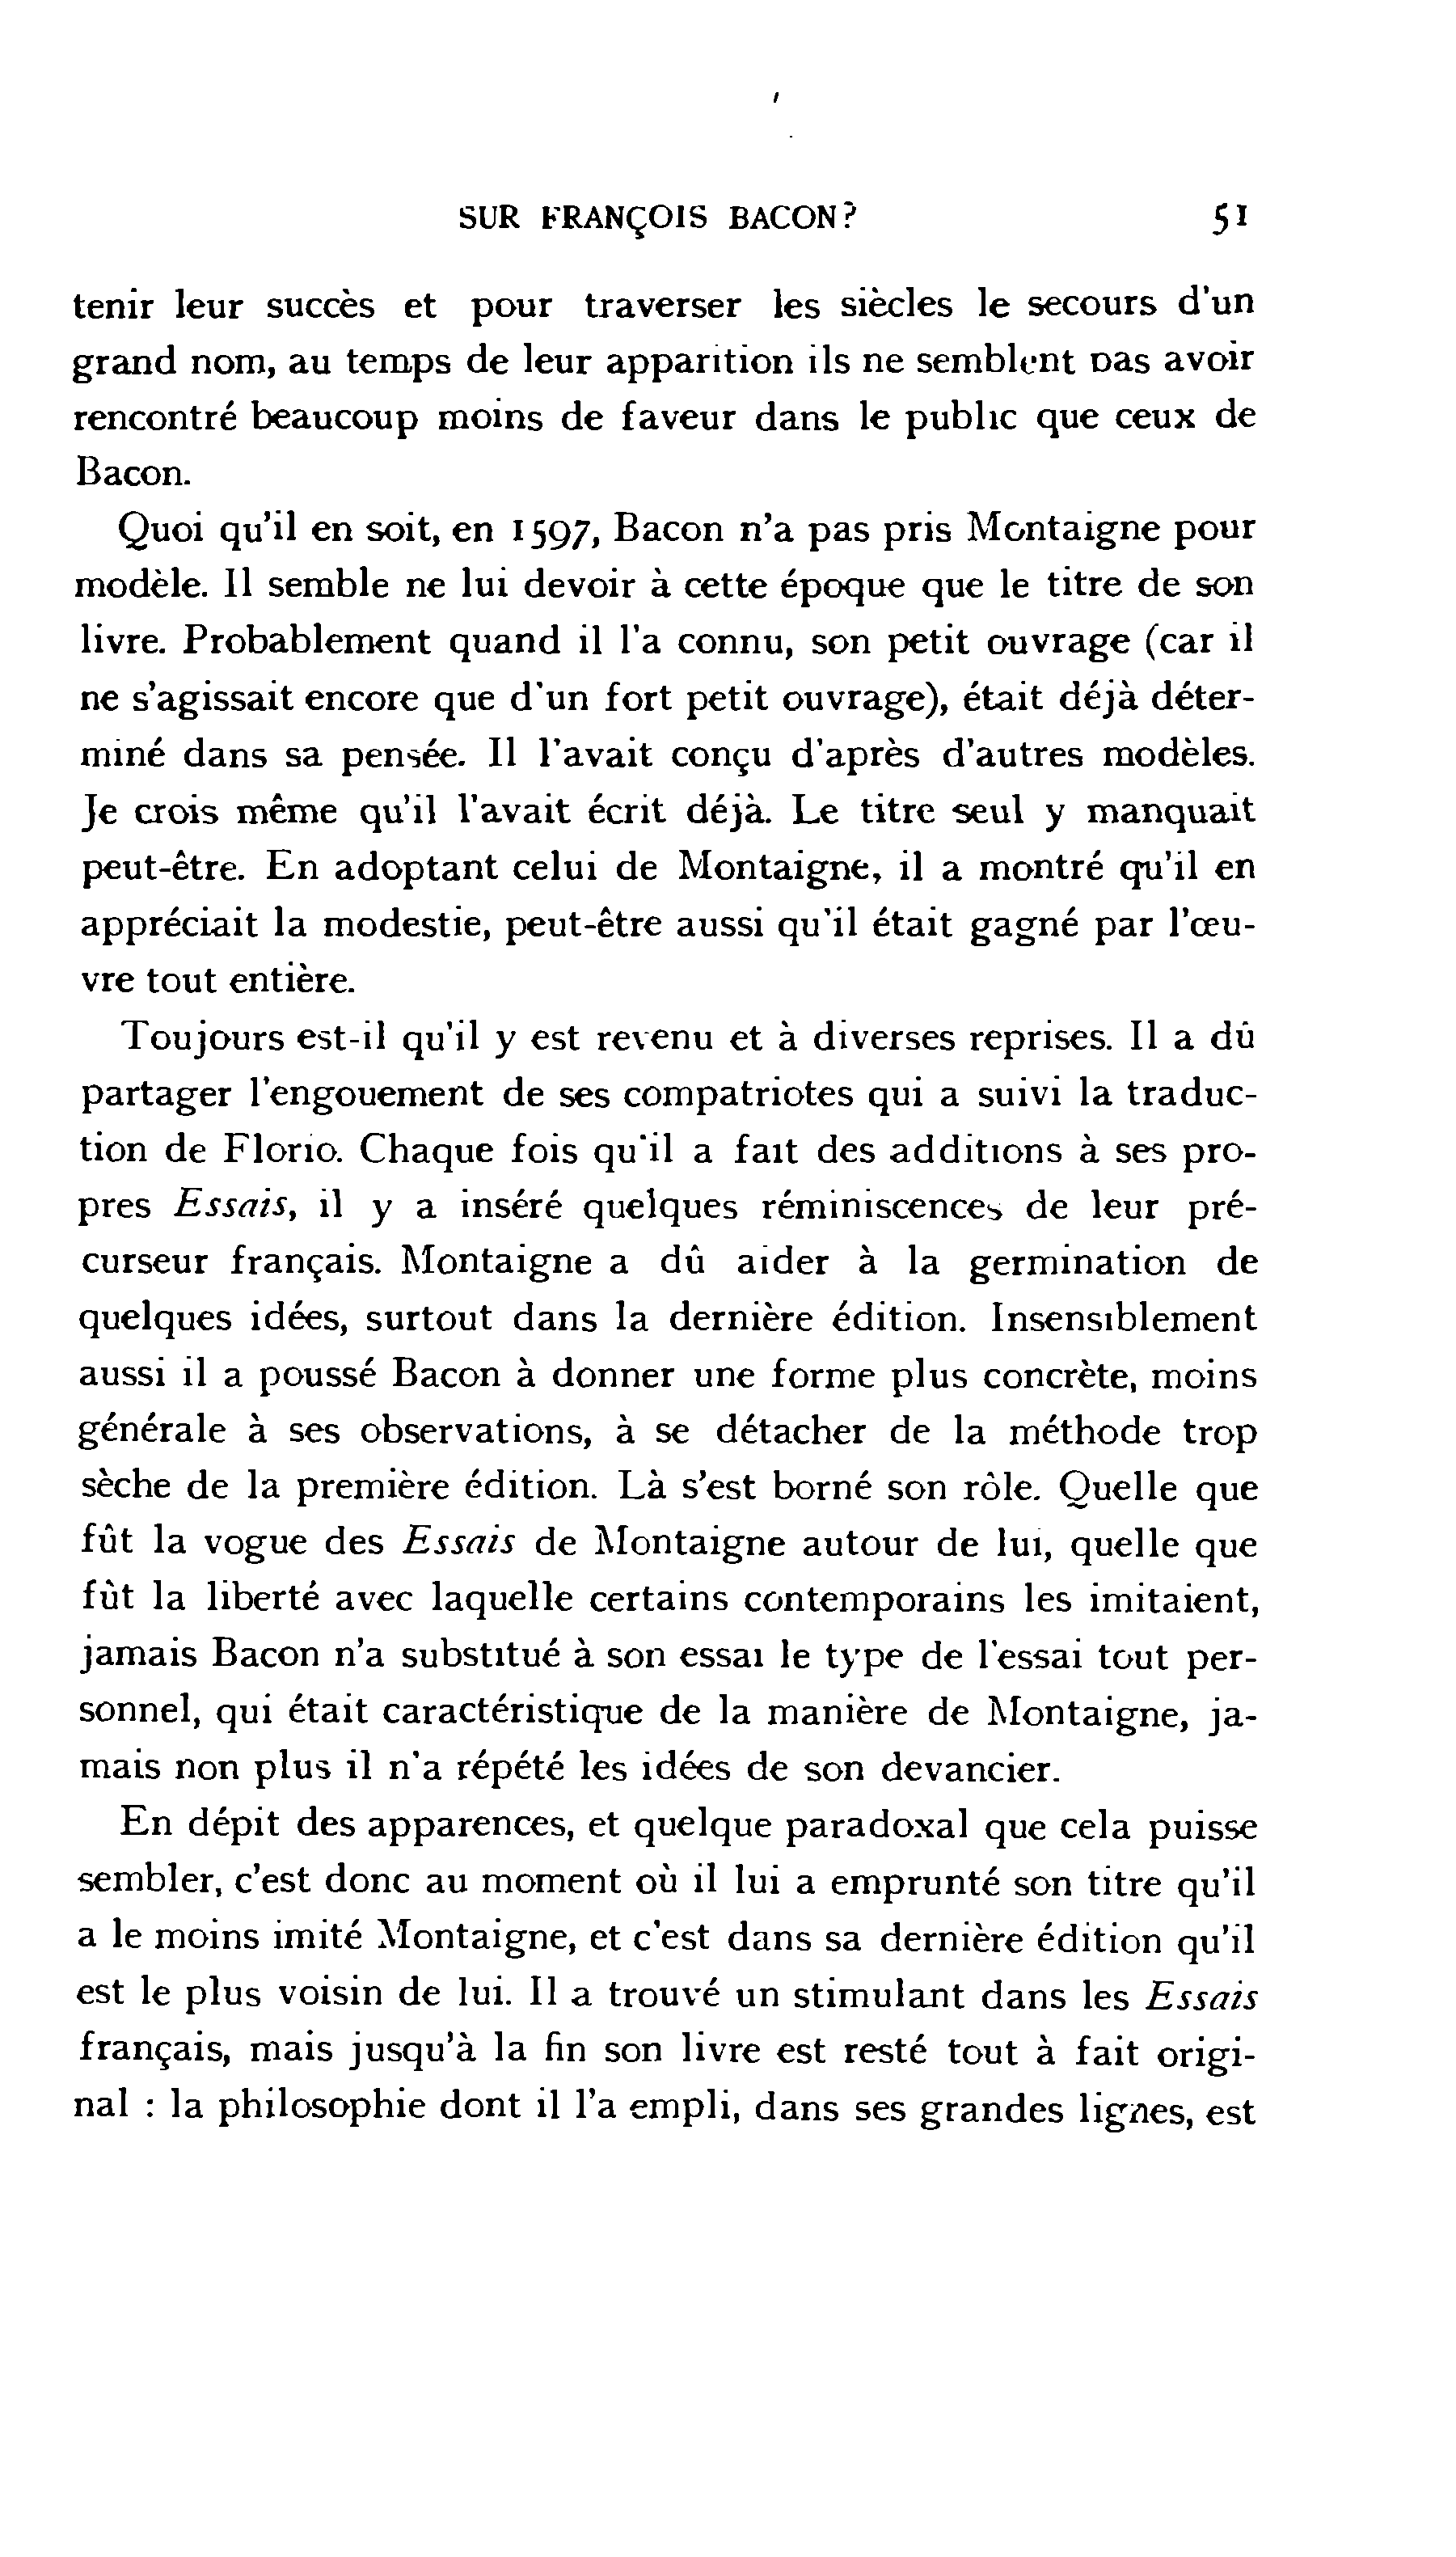 SUR FRANÇOIS BACON? 51
tenir leur succès et pour traverser les siècles le secours d'un
grand nom, au temps de leur apparition ils ne semblent pas avoir
rencontré beaucoup moins de faveur dans le public que ceux de
Bacon.
Quoi qu'il en soit, en 1597, Bacon n'a pas pris Montaigne pour
modèle. Il semble ne lui devoir à cette époque que le titre de son
livre. Probablement quand il l'a connu, son petit ouvrage (car il
ne s'agissait encore que d'un fort petit ouvrage), était déjà déter-
miné dans sa pensée. Il l'avait conçu d'après d'autres modèles.
Je crois même qu'il l'avait écrit déjà. Le titre seul y manquait
peut-être. En adoptant celui de Montaigne, il a montré qu'il en
appréciait la modestie, peut-être aussi qu'il était gagné par l'œu-
vre tout entière.
Toujours est-il qu'il y est revenu et à diverses reprises. Il a dû
partager l'engouement de ses compatriotes qui a suivi la traduc-
tion de Florio. Chaque fois qu'il a fait des additions à ses pro-
pres Essais, il y a inséré quelques réminiscences de leur pré-
curseur français. Montaigne a dû aider à la germination de
quelques idées, surtout dans la dernière édition. Insensiblement
aussi il a poussé Bacon à donner une forme plus concrète, moins
générale à ses observations, à se détacher de la méthode trop
sèche de la première édition. Là s'est borné son rôle. Quelle que
fût la vogue des Essais de Montaigne autour de lui, quelle que
fût la liberté avec laquelle certains contemporains les imitaient,
jamais Bacon n'a substitué à son essai le type de l'essai tout per-
sonnel, qui était caractéristique de la manière de Montaigne, ja-
mais non plus il n'a répété les idées de son devancier.
En dépit des apparences, et quelque paradoxal que cela puisse
sembler, c'est donc au moment où il lui a emprunté son titre qu'il
a le moins imité Montaigne, et c'est dans sa dernière édition qu'il
est le plus voisin de lui. Il a trouvé un stimulant dans les Essais
français, mais jusqu'à la fin son livre est resté tout à fait origi-
nal : la philosophie dont il l'a empli, dans ses grandes lignes, est